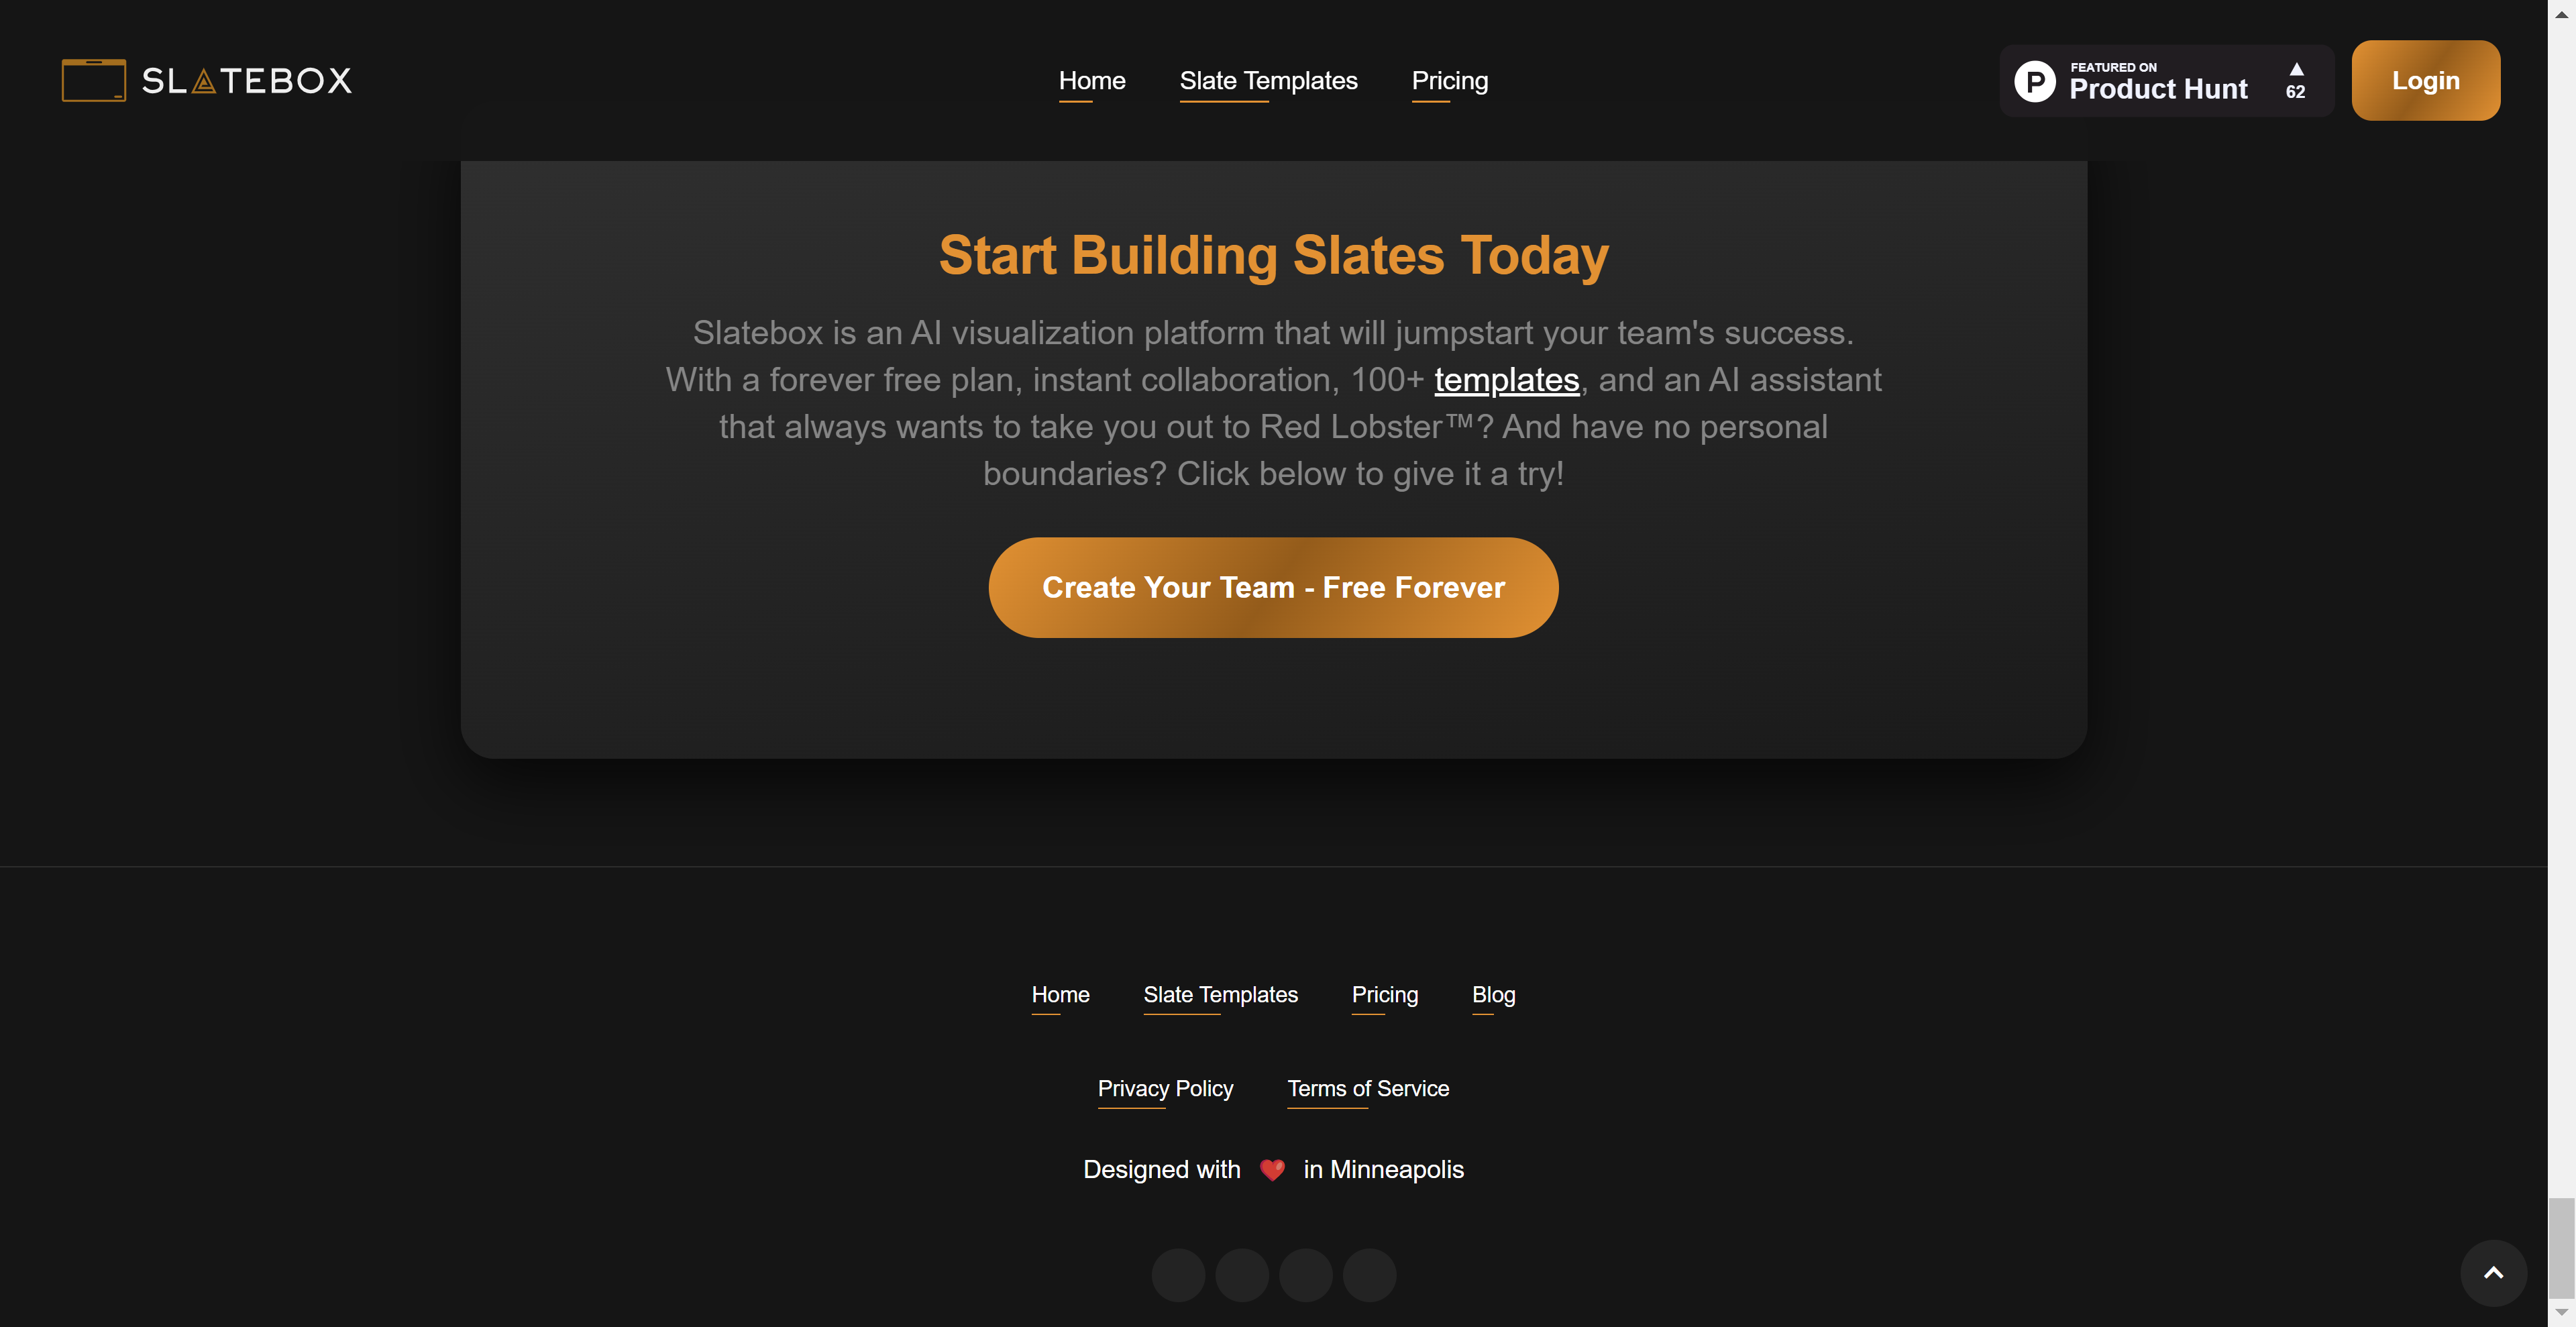 SLATEBOX
Home Slate Templates Pricing
FEATURED ON
Product Hunt
62
Login
Start Building Slates Today
Slatebox is an AI visualization platform that will jumpstart your team's success.
With a forever free plan, instant collaboration, 100+ templates, and an AI assistant
that always wants to take you out to Red Lobster™? And have no personal
boundaries? Click below to give it a try!
Create Your Team - Free Forever
Home Slate Templates Pricing Blog
Privacy Policy Terms of Service
Designed with ❤️ in Minneapolis